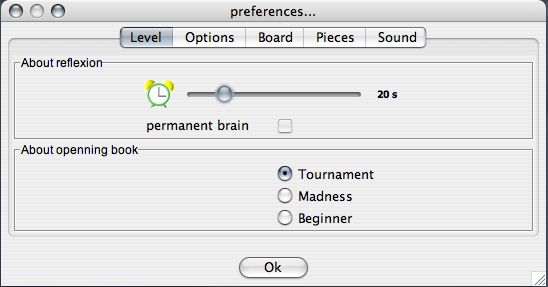 preferences...
Level Options Board Pieces Sound
About reflexion
20 s
permanent brain
About openning book
Tournament
Madness
Beginner
Ok